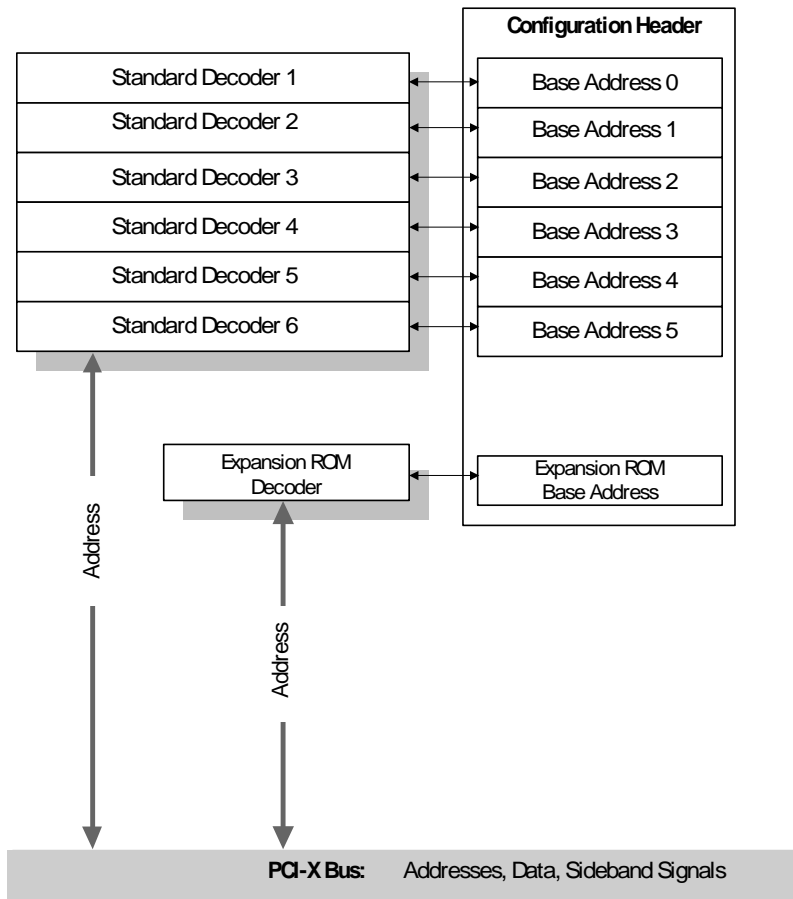 Configuration Header
Standard Decoder 1
Base Address 0
Standard Decoder 2
Base Address 1
Standard Decoder 3
Base Address 2
Standard Decoder 4
Base Address 3
Standard Decoder 5
Base Address 4
Standard Decoder 6
Base Address 5
Expansion ROM
Decoder
Expansion ROM
Base Address
Address
Address
PCI-X Bus: Addresses, Data, Sideband Signals